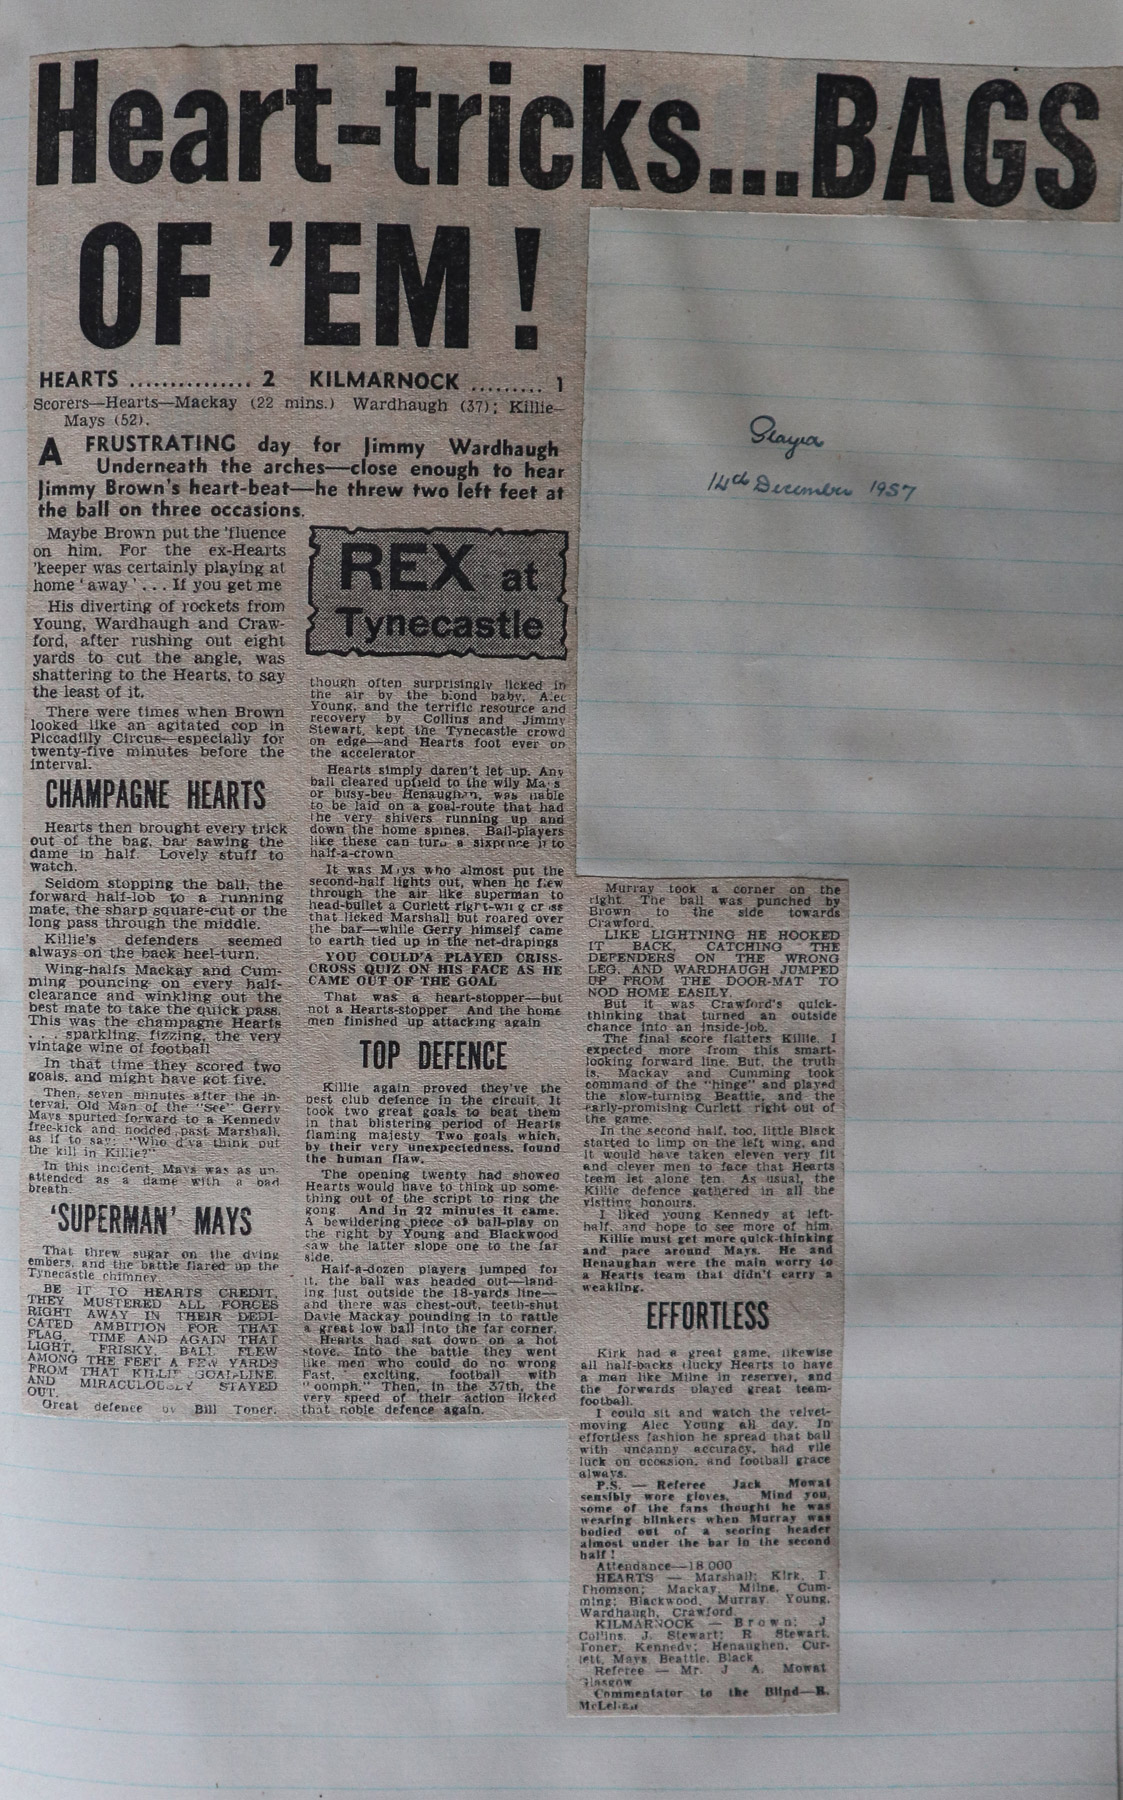 Heart-tricks...BAGS
OF 'EM !
HEARTS ............... 2 KILMARNOCK ......... 1
Scorers—Hearts—Mackay (22 mins.) Wardhaugh (37); Killie—
Mays (52).
A FRUSTRATING day for Jimmy Wardhaugh
Underneath the arches—close enough to hear
Jimmy Brown's heart-beat—he threw two left feet at
the ball on three occasions.
Maybe Brown put the 'fluence
on him. For the ex-Hearts
'keeper was certainly playing at
home 'away' . . . If you get me
His diverting of rockets from
Young, Wardhaugh and Craw-
ford, after rushing out eight
yards to cut the angle, was
shattering to the Hearts, to say
the least of it.
There were times when Brown
looked like an agitated cop in
Piccadilly Circus—especially for
twenty-five minutes before the
interval.
CHAMPAGNE HEARTS
Hearts then brought every trick
out of the bag, bar sawing the
dame in half. Lovely stuff to
watch.
Seldom stopping the ball, the
forward half-lob to a running
mate, the sharp square-cut or the
long pass through the middle.
Killie's defenders seemed
always on the back heel-turn.
Wing-halfs Mackay and Cum-
ming pouncing on every half-
clearance and winkling out the
best mate to take the quick pass.
This was the champagne Hearts
. . . sparkling, fizzing, the very
vintage wine of football
In that time they scored two
goals, and might have got five.
Then, seven minutes after the in-
terval, Old Man of the "See" Gerry
Mays spurted forward to a Kennedy
free-kick and nodded past Marshall,
as if to say: "Who d'ya think put
the kill in Killie?"
In this incident, Mays was as un-
attended as a dame with a bad
breath.
'SUPERMAN' MAYS
That threw sugar on the dying
embers, and the battle flared up the
Tynecastle chimney
BE IT TO HEARTS CREDIT,
THEY MUSTERED ALL FORCES
RIGHT AWAY IN THEIR DEDI-
CATED AMBITION FOR THAT
FLAG. TIME AND AGAIN THAT
LIGHT, FRISKY, BALL FLEW
AMONG THE FEET A FEW YARDS
FROM THAT KILLIE GOAL-LINE.
AND MIRACULOUSLY STAYED
OUT.
Great defence by Bill Toner.
REX at
Tynecastle
though often surprisingly licked in
the air by the blond baby, Alec
Young, and the terrific resource and
recovery by Collins and Jimmy
Stewart, kept the Tynecastle crowd
on edge—and Hearts foot ever on
the accelerator
Hearts simply daren't let up. Any
ball cleared upfield to the wily Mays
or busy-bee Henaughan, was liable
to be laid on a goal-route that had
the very shivers running up and
down the home spines. Ball-players
like these can turn a sixpence into
half-a-crown
It was Mays who almost put the
second-half lights out, when he flew
through the air like superman to
head-bullet a Curlett right-wing cross
that licked Marshall but roared over
the bar—while Gerry himself came
to earth tied up in the net-drapings
YOU COULD'A PLAYED CRISS-
CROSS QUIZ ON HIS FACE AS HE
CAME OUT OF THE GOAL
That was a heart-stopper—but
not a Hearts-stopper And the home
men finished up attacking again
TOP DEFENCE
Killie again proved they've the
best club defence in the circuit. It
took two great goals to beat them
in that blistering period of Hearts
flaming majesty Two goals which,
by their very unexpectedness, found
the human flaw.
The opening twenty had showed
Hearts would have to think up some-
thing out of the script to ring the
gong. And in 22 minutes it came.
A bewildering piece of ball-play on
the right by Young and Blackwood
saw the latter slope one to the far
side.
Half-a-dozen players jumped for
it, the ball was headed out—land-
ing just outside the 18-yards line—
and there was chest-out, teeth-shut
Davie Mackay pounding in to rattle
a great low ball into the far corner.
Hearts had sat down on a hot
stove. Into the battle they went
like men who could do no wrong
Fast, exciting, football with
"oomph." Then, in the 37th, the
very speed of their action licked
that noble defence again.
Played
14th December 1957
Murray took a corner on the
right. The ball was punched by
Brown to the side towards
Crawford.
LIKE LIGHTNING HE HOOKED
IT BACK, CATCHING THE
DEFENDERS ON THE WRONG
LEG, AND WARDHAUGH JUMPED
UP FROM THE DOOR-MAT TO
NOD HOME EASILY.
But it was Crawford's quick-
thinking that turned an outside
chance into an inside-job.
The final score flatters Killie. I
expected more from this smart-
looking forward line. But, the truth
is, Mackay and Cumming took
command of the "hinge" and played
the slow-turning Beattie, and the
early-promising Curlett right out of
the game.
In the second half, too, little Black
started to limp on the left wing, and
it would have taken eleven very fit
and clever men to face that Hearts
team let alone ten. As usual, the
Killie defence gathered in all the
visiting honours.
I liked young Kennedy at left-
half, and hope to see more of him.
Killie must get more quick-thinking
and pace around Mays. He and
Henaughan were the main worry to
a Hearts team that didn't carry a
weakling.
EFFORTLESS
Kirk had a great game, likewise
all half-backs (lucky Hearts to have
a man like Milne in reserve), and
the forwards played great team-
football.
I could sit and watch the velvet-
moving Alec Young all day. In
effortless fashion he spread that ball
with uncanny accuracy, had vile
luck on occasion, and football grace
always.
P.S. — Referee Jack Mowat
sensibly wore gloves. Mind you,
some of the fans thought he was
wearing blinkers when Murray was
bodied out of a scoring header
almost under the bar in the second
half!
Attendance—18,000
HEARTS — Marshall; Kirk, T
Thomson; Mackay, Milne, Cum-
ming; Blackwood, Murray, Young,
Wardhaugh, Crawford
KILMARNOCK — Brown; J
Collins, J. Stewart; R Stewart,
Toner, Kennedy; Henaughen, Cur-
lett, Mays, Beattie, Black
Referee — Mr. J A. Mowat
Glasgow
Commentator to the Blind—R.
McLellan